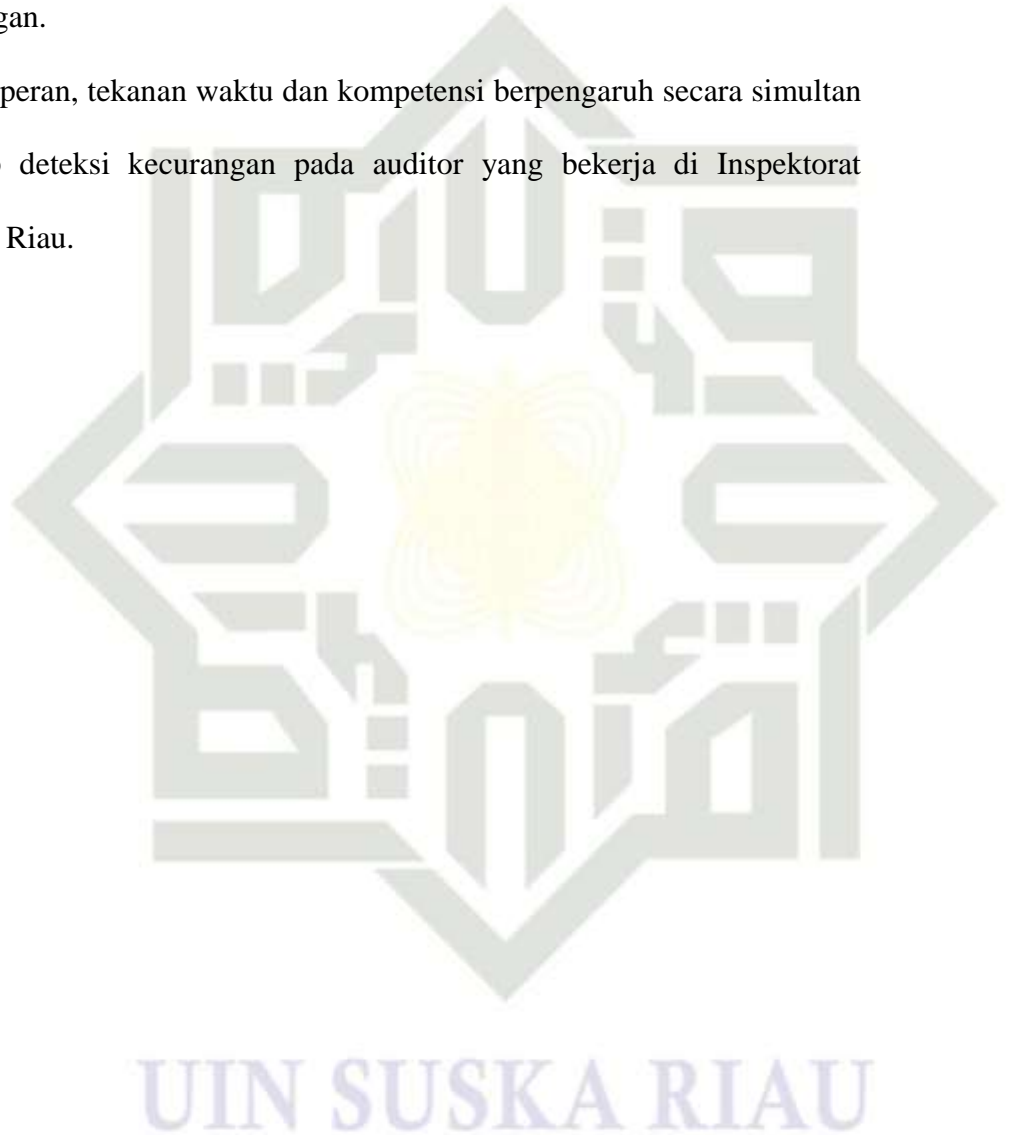 gan.
peran, tekanan waktu dan kompetensi berpengaruh secara simultan
deteksi kecurangan pada auditor yang bekerja di Inspektorat
Riau.
UIN SUSKA RIAU